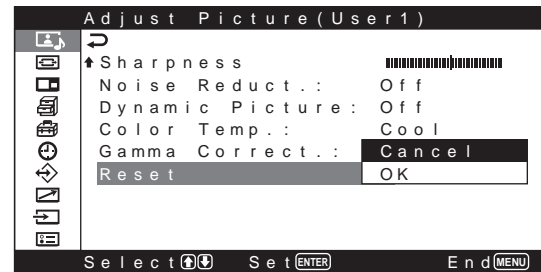 Adjust Picture(User1)
Sharpness
Noise Reduct.: Off
Dynamic Picture: Off
Color Temp.: Cool
Gamma Correct.: Cancel
Reset OK
Select Set ENTER End MENU